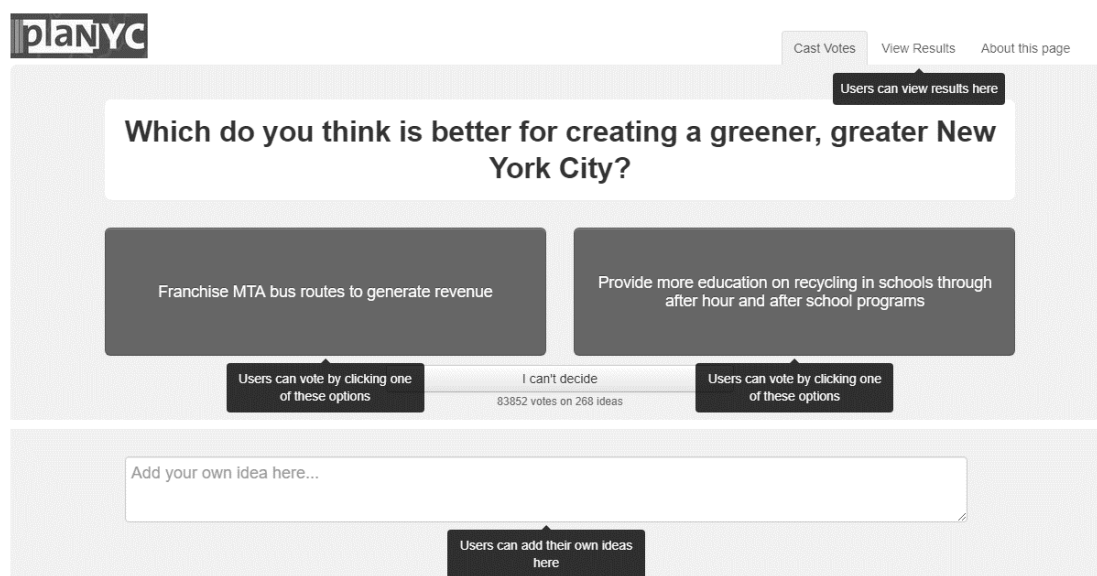 plaNYC
Cast Votes View Results About this page
Users can view results here
Which do you think is better for creating a greener, greater New
York City?
Franchise MTA bus routes to generate revenue
Provide more education on recycling in schools through
after hour and after school programs
Users can vote by clicking one
of these options
I can't decide
83852 votes on 268 ideas
Users can vote by clicking one
of these options
Add your own idea here...
Users can add their own ideas
here